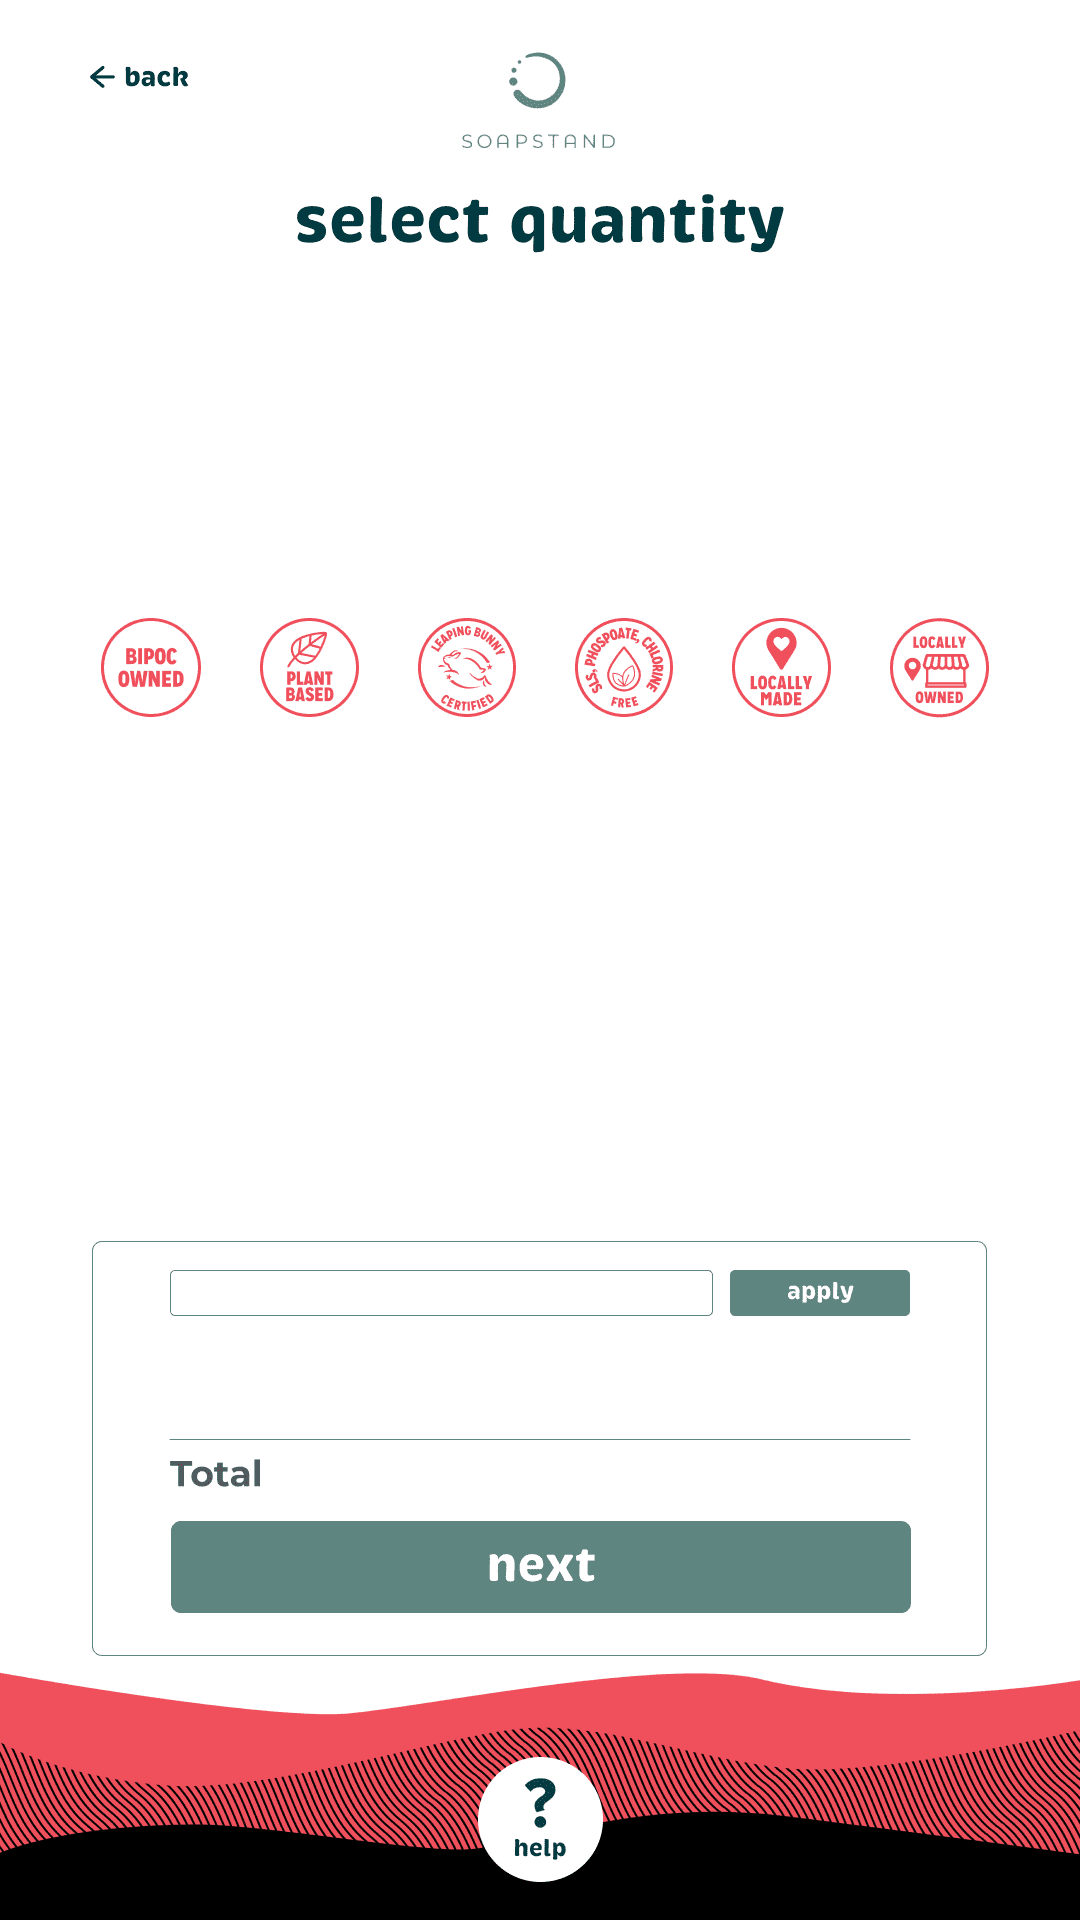 back
SOAPSTAND
select quantity
BIPOC
OWNED
PLANT
BASED
LEAPING BUNNY
CERTIFIED
SLS, PHOSPOATE, CHLORINE
FREE
LOCALLY
MADE
LOCALLY
OWNED
apply
Total
next
?
help